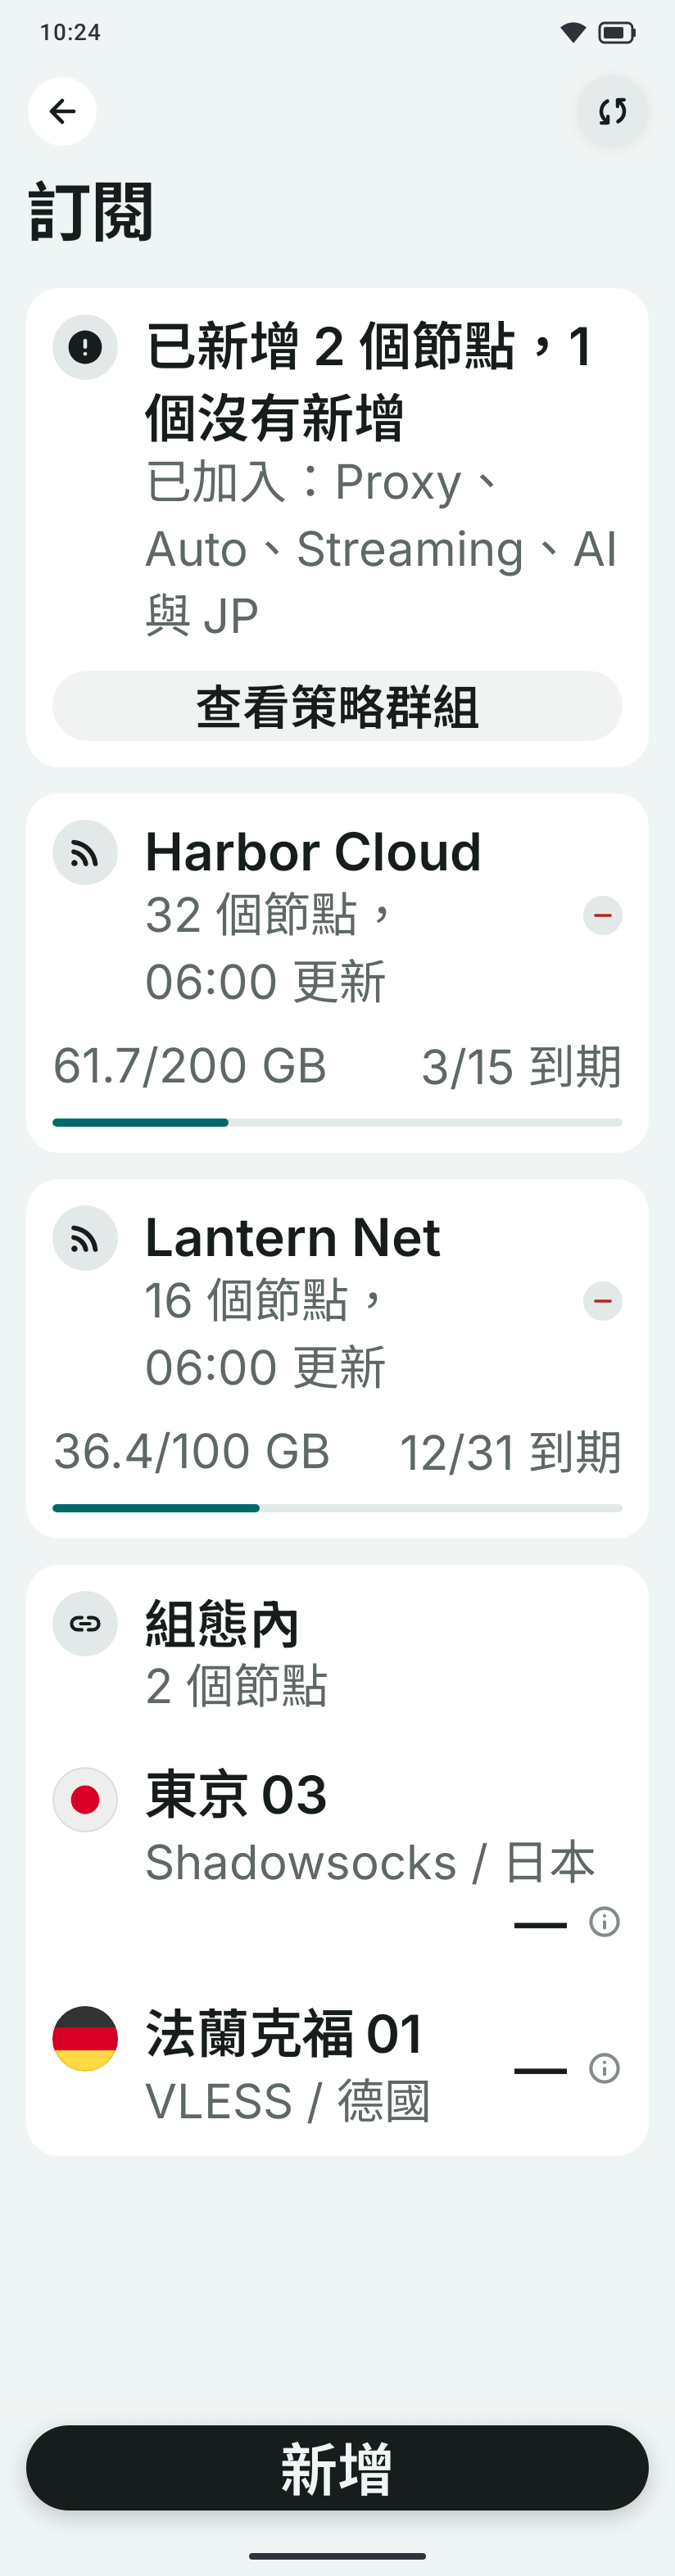 10:24
訂閱
已新增 2 個節點，1
個沒有新增
已加入：Proxy、
Auto、Streaming、AI
與 JP
查看策略群組
Harbor Cloud
32 個節點，
06:00 更新
61.7/200 GB
3/15 到期
Lantern Net
16 個節點，
06:00 更新
36.4/100 GB
12/31 到期
組態內
2 個節點
東京 03
Shadowsocks / 日本
—
法蘭克福 01
VLESS / 德國
—
新增